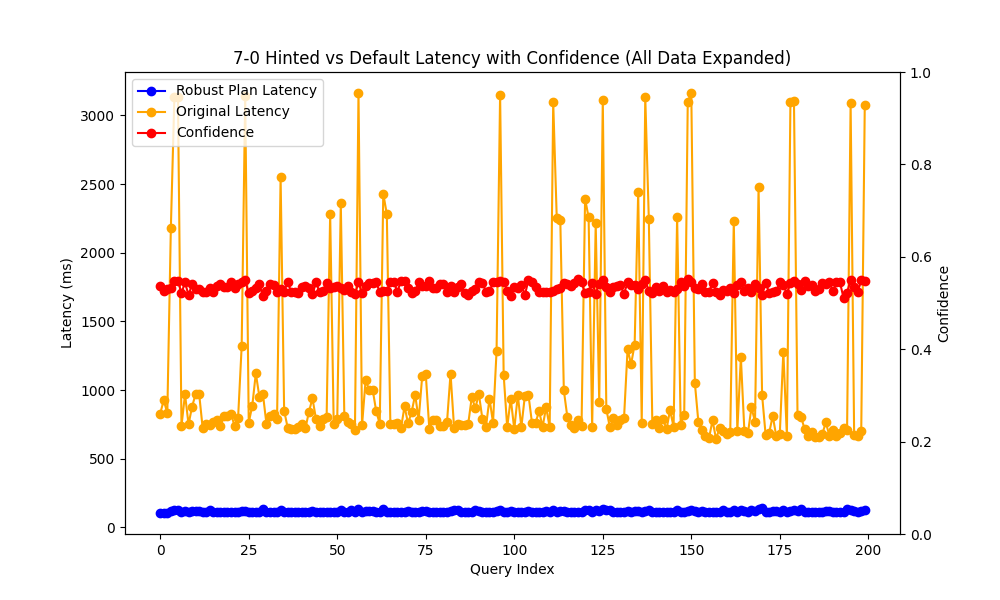 7-0 Hinted vs Default Latency with Confidence (All Data Expanded)
Robust Plan Latency
Original Latency
Confidence
Latency (ms)
3000
2500
2000
1500
1000
500
0
1.0
0.8
0.6
0.4
0.2
0.0
Confidence
0 25 50 75 100 125 150 175 200
Query Index